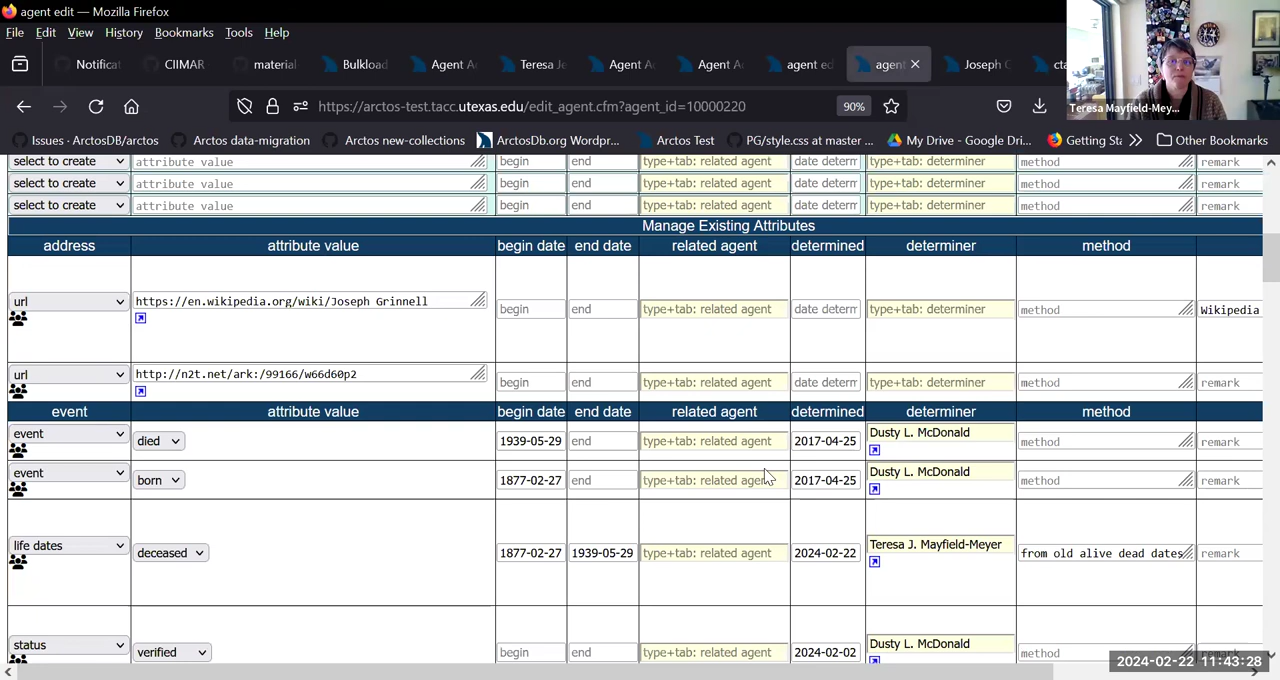 agent edit — Mozilla Firefox
File Edit View History Bookmarks Tools Help
Notificat CIIMAR material Bulkload Agent A Teresa Je Agent A Agent A agent ed agent Joseph G cta
https://arctos-test.tacc.utexas.edu/edit_agent.cfm?agent_id=10000220 90%
Issues · ArctosDB/arctos Arctos data-migration Arctos new-collections ArctosDb.org Wordpr... Arctos Test PG/style.css at master ... My Drive - Google Dri... Getting Sta Other Bookmarks
Teresa Mayfield-Mey...
select to create attribute value begin end type+tab: related agent date determ type+tab: determiner method remark
select to create attribute value begin end type+tab: related agent date determ type+tab: determiner method remark
select to create attribute value begin end type+tab: related agent date determ type+tab: determiner method remark
Manage Existing Attributes
address attribute value begin date end date related agent determined determiner method
url https://en.wikipedia.org/wiki/Joseph_Grinnell begin end type+tab: related agent date determ type+tab: determiner method Wikipedia
url http://n2t.net/ark:/99166/w66d60p2 begin end type+tab: related agent date determ type+tab: determiner method remark
event attribute value begin date end date related agent determined determiner method
event died 1939-05-29 end type+tab: related agent 2017-04-25 Dusty L. McDonald method remark
event born 1877-02-27 end type+tab: related agent 2017-04-25 Dusty L. McDonald method remark
life dates deceased 1877-02-27 1939-05-29 type+tab: related agent 2024-02-22 Teresa J. Mayfield-Meyer from old alive dead dates remark
status verified begin end type+tab: related agent 2024-02-02 Dusty L. McDonald method remark
2024-02-22 11:43:28